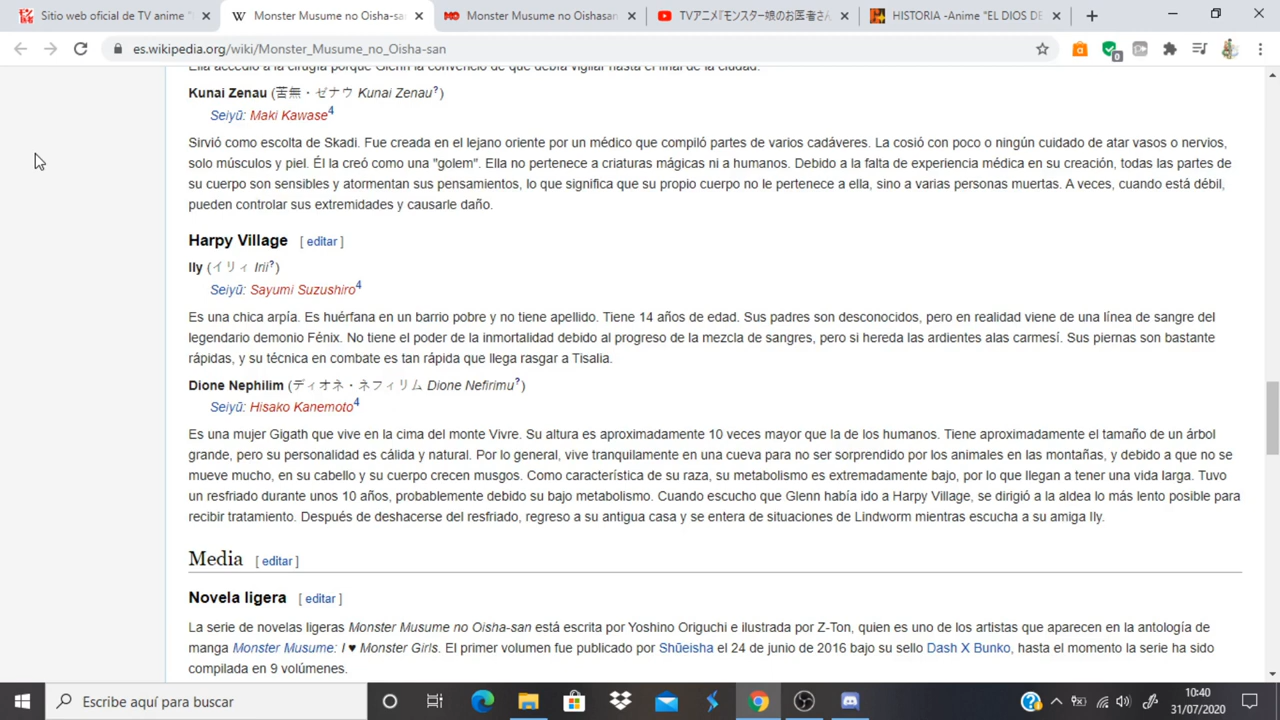 Sitio web oficial de TV anime "
Monster Musume no Oisha-sa
Monster Musume no Oishasan
TVアニメ『モンスター娘のお医者さん
HISTORIA -Anime "EL DIOS DE
es.wikipedia.org/wiki/Monster_Musume_no_Oisha-san
0
Ella accedió a la cirugía porque Glenn la convenció de que debía vigilar hasta el final de la ciudad.
Kunai Zenau (苦無・ゼナウ Kunai Zenau?)
Seiyū: Maki Kawase4
Sirvió como escolta de Skadi. Fue creada en el lejano oriente por un médico que compiló partes de varios cadáveres. La cosió con poco o ningún cuidado de atar vasos o nervios,
solo músculos y piel. Él la creó como una "golem". Ella no pertenece a criaturas mágicas ni a humanos. Debido a la falta de experiencia médica en su creación, todas las partes de
su cuerpo son sensibles y atormentan sus pensamientos, lo que significa que su propio cuerpo no le pertenece a ella, sino a varias personas muertas. A veces, cuando está débil,
pueden controlar sus extremidades y causarle daño.
Harpy Village [ editar ]
Ily (イリィ Irii?)
Seiyū: Sayumi Suzushiro4
Es una chica arpía. Es huérfana en un barrio pobre y no tiene apellido. Tiene 14 años de edad. Sus padres son desconocidos, pero en realidad viene de una línea de sangre del
legendario demonio Fénix. No tiene el poder de la inmortalidad debido al progreso de la mezcla de sangres, pero si hereda las ardientes alas carmesí. Sus piernas son bastante
rápidas, y su técnica en combate es tan rápida que llega rasgar a Tisalia.
Dione Nephilim (ディオネ・ネフィリム Dione Nefirimu?)
Seiyū: Hisako Kanemoto4
Es una mujer Gigath que vive en la cima del monte Vivre. Su altura es aproximadamente 10 veces mayor que la de los humanos. Tiene aproximadamente el tamaño de un árbol
grande, pero su personalidad es cálida y natural. Por lo general, vive tranquilamente en una cueva para no ser sorprendido por los animales en las montañas, y debido a que no se
mueve mucho, en su cabello y su cuerpo crecen musgos. Como característica de su raza, su metabolismo es extremadamente bajo, por lo que llegan a tener una vida larga. Tuvo
un resfriado durante unos 10 años, probablemente debido su bajo metabolismo. Cuando escucho que Glenn había ido a Harpy Village, se dirigió a la aldea lo más lento posible para
recibir tratamiento. Después de deshacerse del resfriado, regreso a su antigua casa y se entera de situaciones de Lindworm mientras escucha a su amiga Ily.
Media [ editar ]
Novela ligera [ editar ]
La serie de novelas ligeras Monster Musume no Oisha-san está escrita por Yoshino Origuchi e ilustrada por Z-Ton, quien es uno de los artistas que aparecen en la antología de
manga Monster Musume: I ♥ Monster Girls. El primer volumen fue publicado por Shūeisha el 24 de junio de 2016 bajo su sello Dash X Bunko, hasta el momento la serie ha sido
compilada en 9 volúmenes.
Escribe aquí para buscar
10:40
31/07/2020